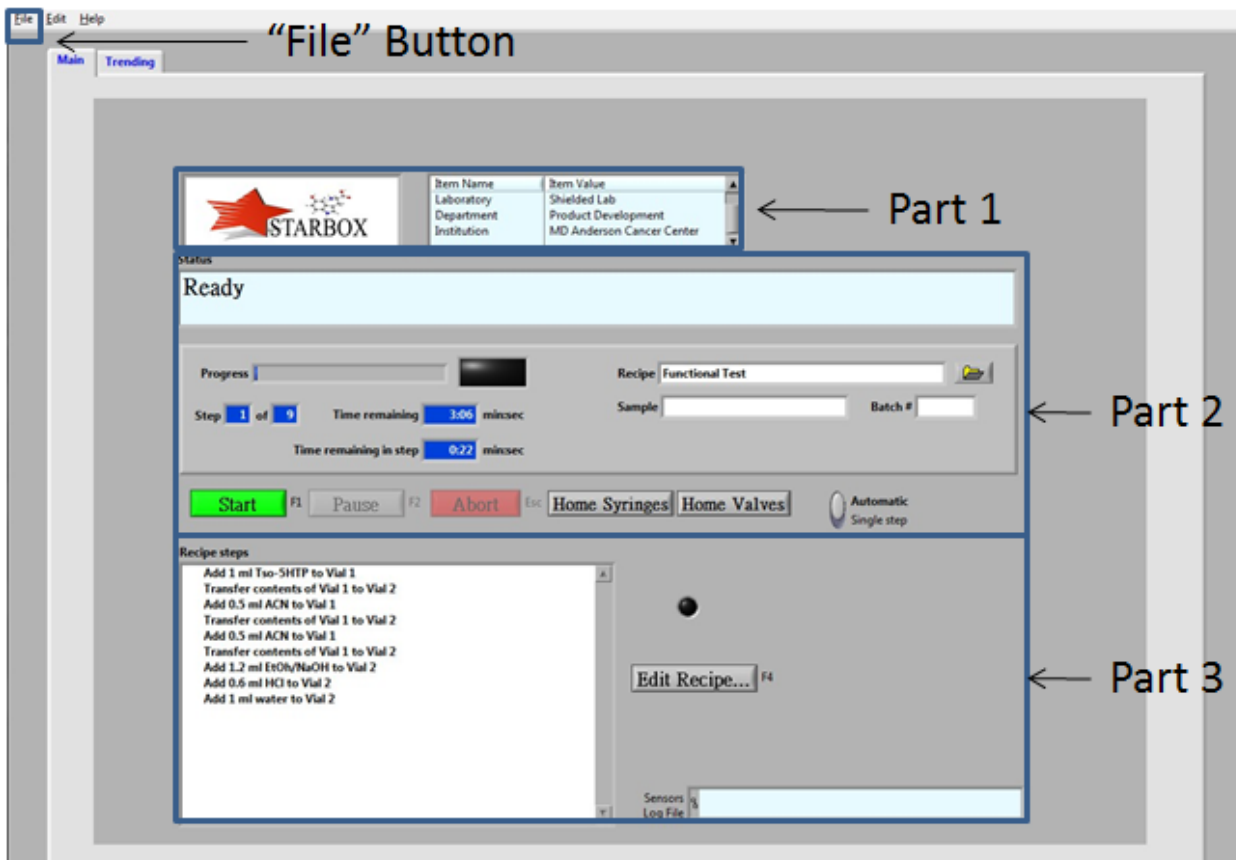 File Edit Help
“File” Button
Main Trending
STARBOX
Item Name Item Value
Laboratory Shielded Lab
Department Product Development
Institution MD Anderson Cancer Center
Part 1
Status
Ready
Progress
Recipe Functional Test
Step 1 of 9 Time remaining 3:06 min:sec
Sample Batch #
Time remaining in step 0:22 min:sec
Part 2
Start F1 Pause F2 Abort Esc Home Syringes Home Valves
Automatic
Single step
Recipe steps
Add 1 ml Tso-5HTP to Vial 1
Transfer contents of Vial 1 to Vial 2
Add 0.5 ml ACN to Vial 1
Transfer contents of Vial 1 to Vial 2
Add 0.5 ml ACN to Vial 1
Transfer contents of Vial 1 to Vial 2
Add 1.2 ml EtOh/NaOH to Vial 2
Add 0.6 ml HCl to Vial 2
Add 1 ml water to Vial 2
Edit Recipe... F4
Part 3
Sensors
Log File %